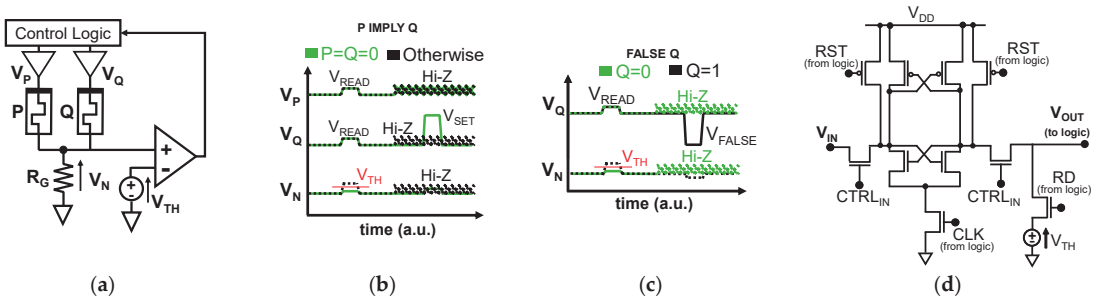 Control Logic
V_P
V_Q
P
Q
+
-
R_G
V_N
V_TH
(a)
P IMPLY Q
P=Q=0
Otherwise
V_P
V_READ
Hi-Z
V_Q
V_READ
Hi-Z
V_SET
V_N
V_TH
Hi-Z
time (a.u.)
(b)
FALSE Q
Q=0
Q=1
V_Q
V_READ
Hi-Z
V_FALSE
V_N
V_TH
Hi-Z
time (a.u.)
(c)
V_DD
RST
(from logic)
RST
(from logic)
V_IN
V_OUT
(to logic)
CTRL_IN
CTRL_IN
RD
(from logic)
CLK
(from logic)
V_TH
(d)